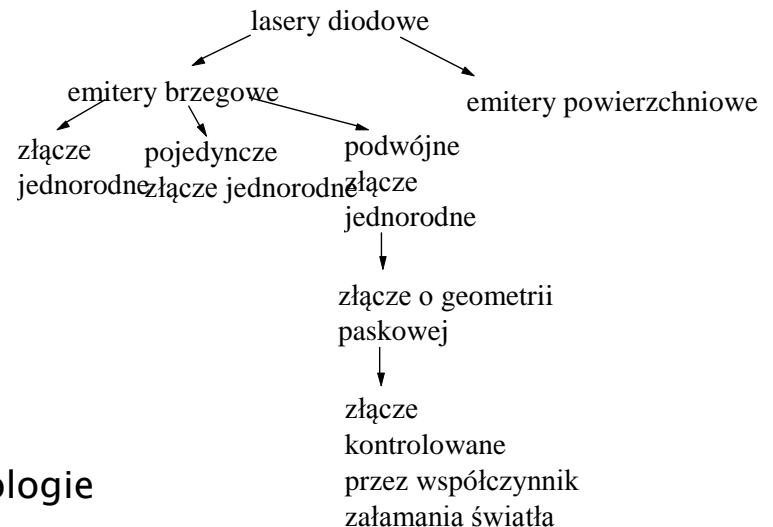 lasery diodowe
emitery brzegowe
emitery powierzchniowe
złącze
jednorodne
pojedyncze
złącze jednorodne
podwójne
złącze
jednorodne
złącze o geometrii
paskowej
złącze
kontrolowane
przez współczynnik
załamania światła